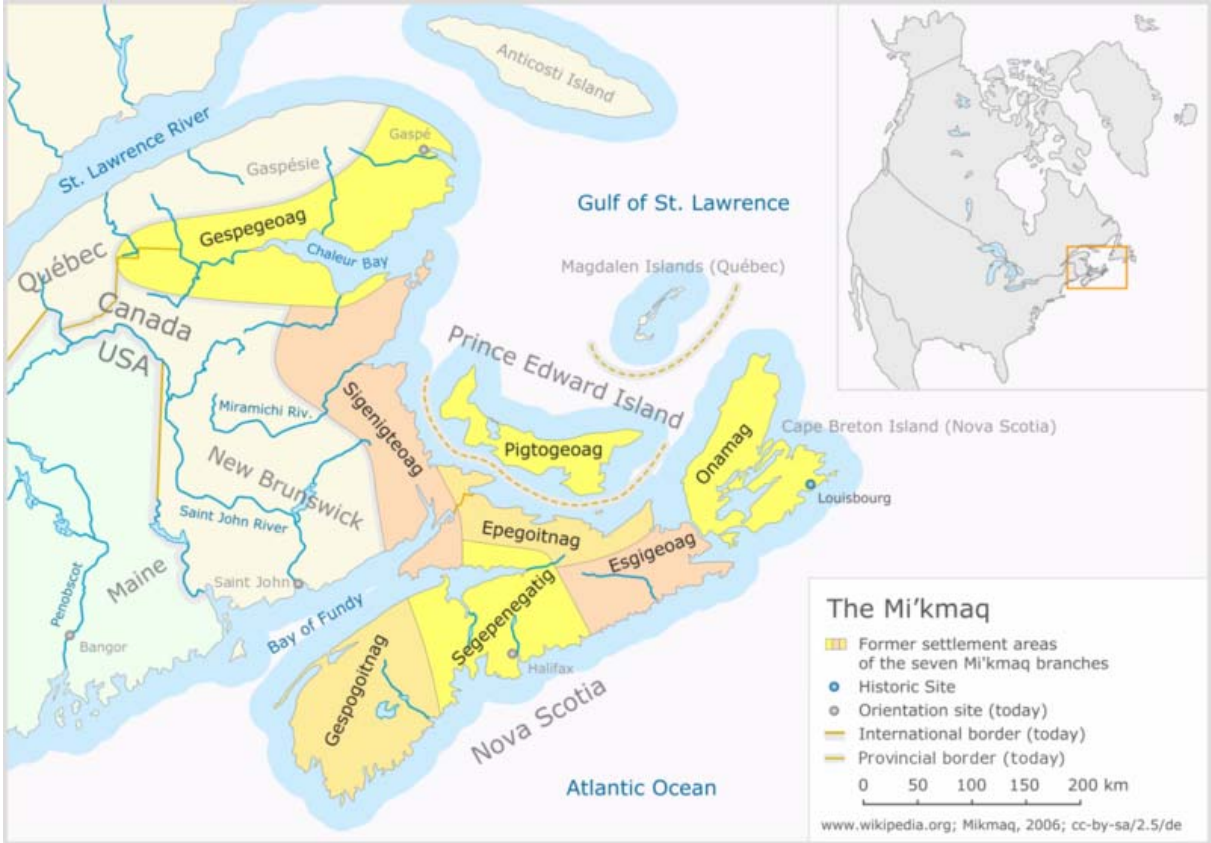 Anticosti Island
St. Lawrence River
Gaspé
Gaspésie
Gulf of St. Lawrence
Gespegeoag
Chaleur Bay
Québec
Magdalen Islands (Québec)
Canada
USA
Prince Edward Island
Sigenigteoag
Miramichi Riv.
Cape Breton Island (Nova Scotia)
Onamag
Pigtogeoag
New Brunswick
Louisbourg
Saint John River
Epegoitnag
Esgigeoag
Maine
Saint John
Penobscot
Segepenegatig
Bay of Fundy
Bangor
Halifax
Gespogoitnag
Nova Scotia
Atlantic Ocean
The Mi'kmaq
Former settlement areas
of the seven Mi'kmaq branches
Historic Site
Orientation site (today)
International border (today)
Provincial border (today)
0 50 100 150 200 km
www.wikipedia.org; Mikmaq, 2006; cc-by-sa/2.5/de